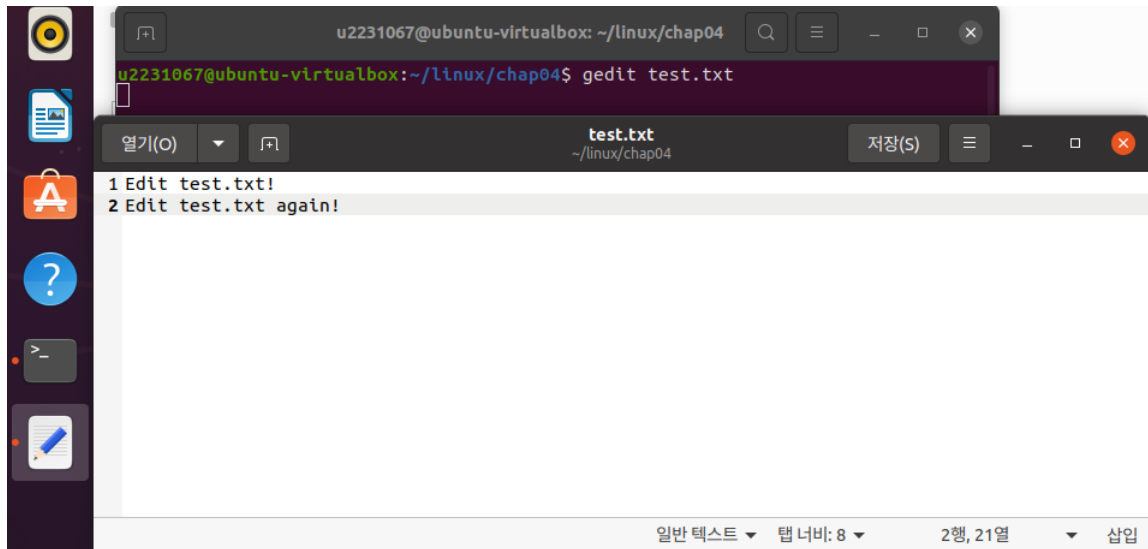 u2231067@ubuntu-virtualbox: ~/linux/chap04
u2231067@ubuntu-virtualbox:~/linux/chap04$ gedit test.txt
열기(O)
test.txt
~/linux/chap04
저장(S)
1 Edit test.txt!
2 Edit test.txt again!
일반 텍스트 탭 너비: 8 2행, 21열 삽입